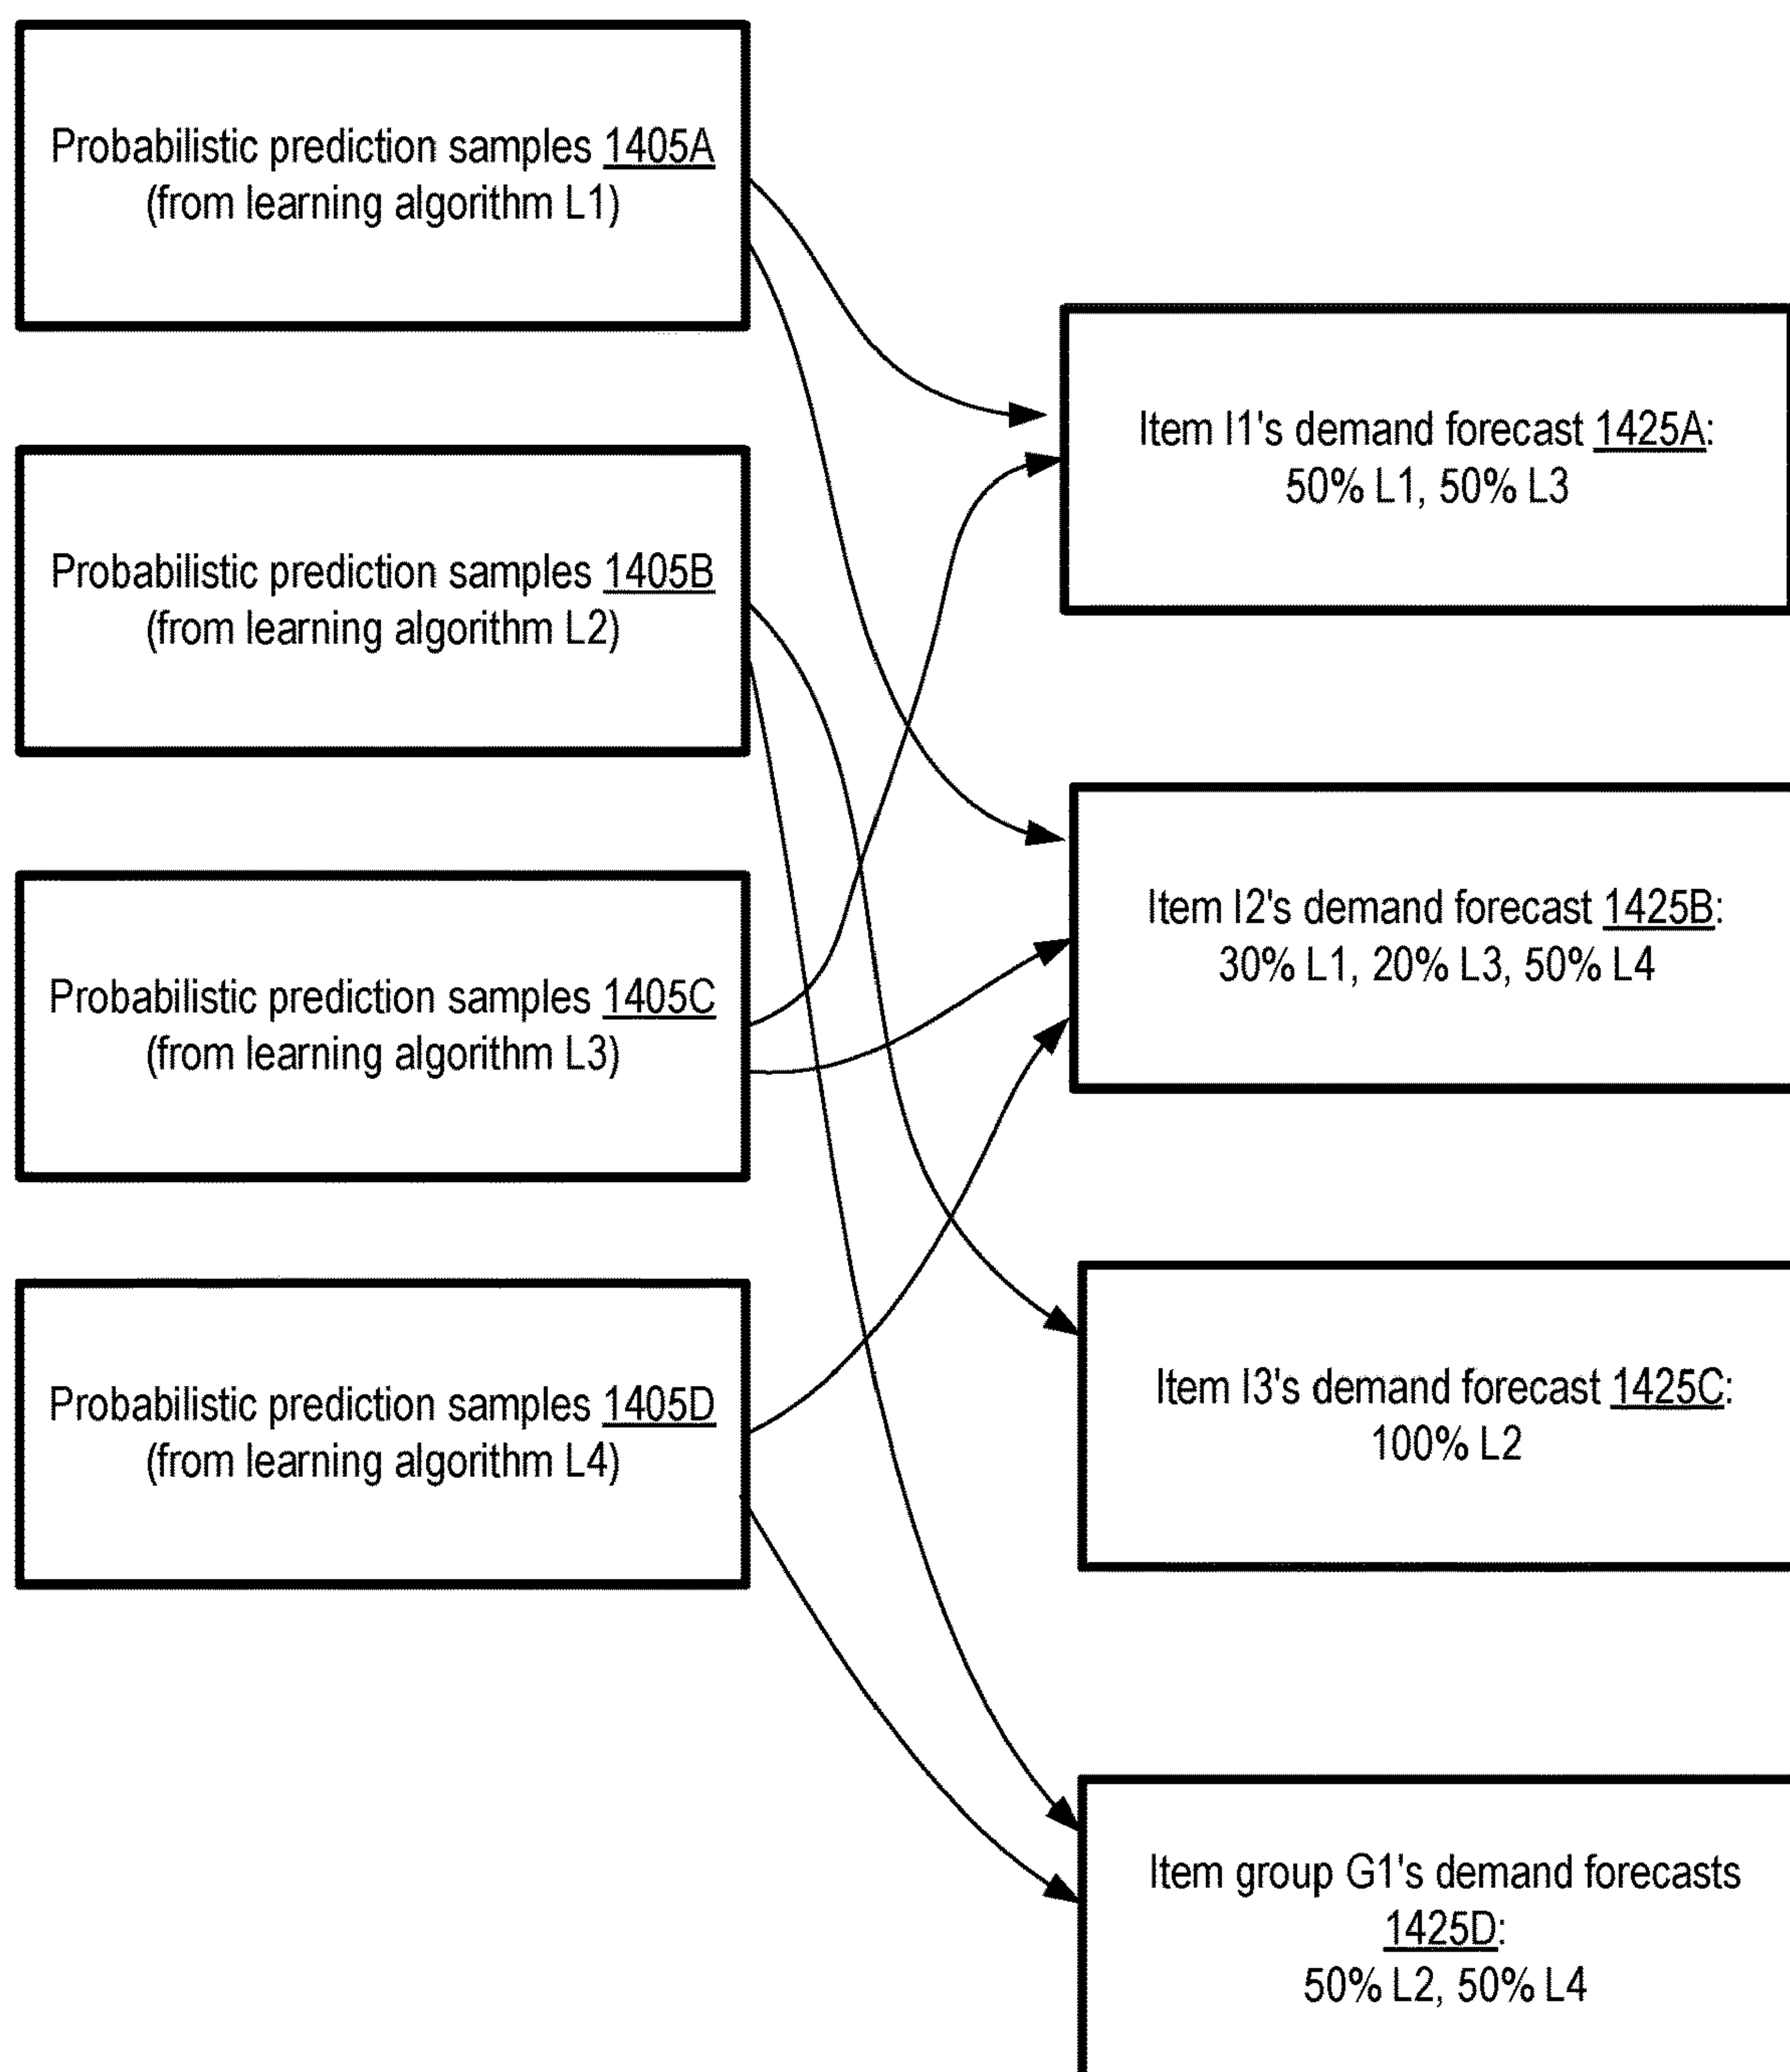 Probabilistic prediction samples 1405A
(from learning algorithm L1)
Probabilistic prediction samples 1405B
(from learning algorithm L2)
Probabilistic prediction samples 1405C
(from learning algorithm L3)
Probabilistic prediction samples 1405D
(from learning algorithm L4)
Item I1's demand forecast 1425A:
50% L1, 50% L3
Item I2's demand forecast 1425B:
30% L1, 20% L3, 50% L4
Item I3's demand forecast 1425C:
100% L2
Item group G1's demand forecasts
1425D:
50% L2, 50% L4